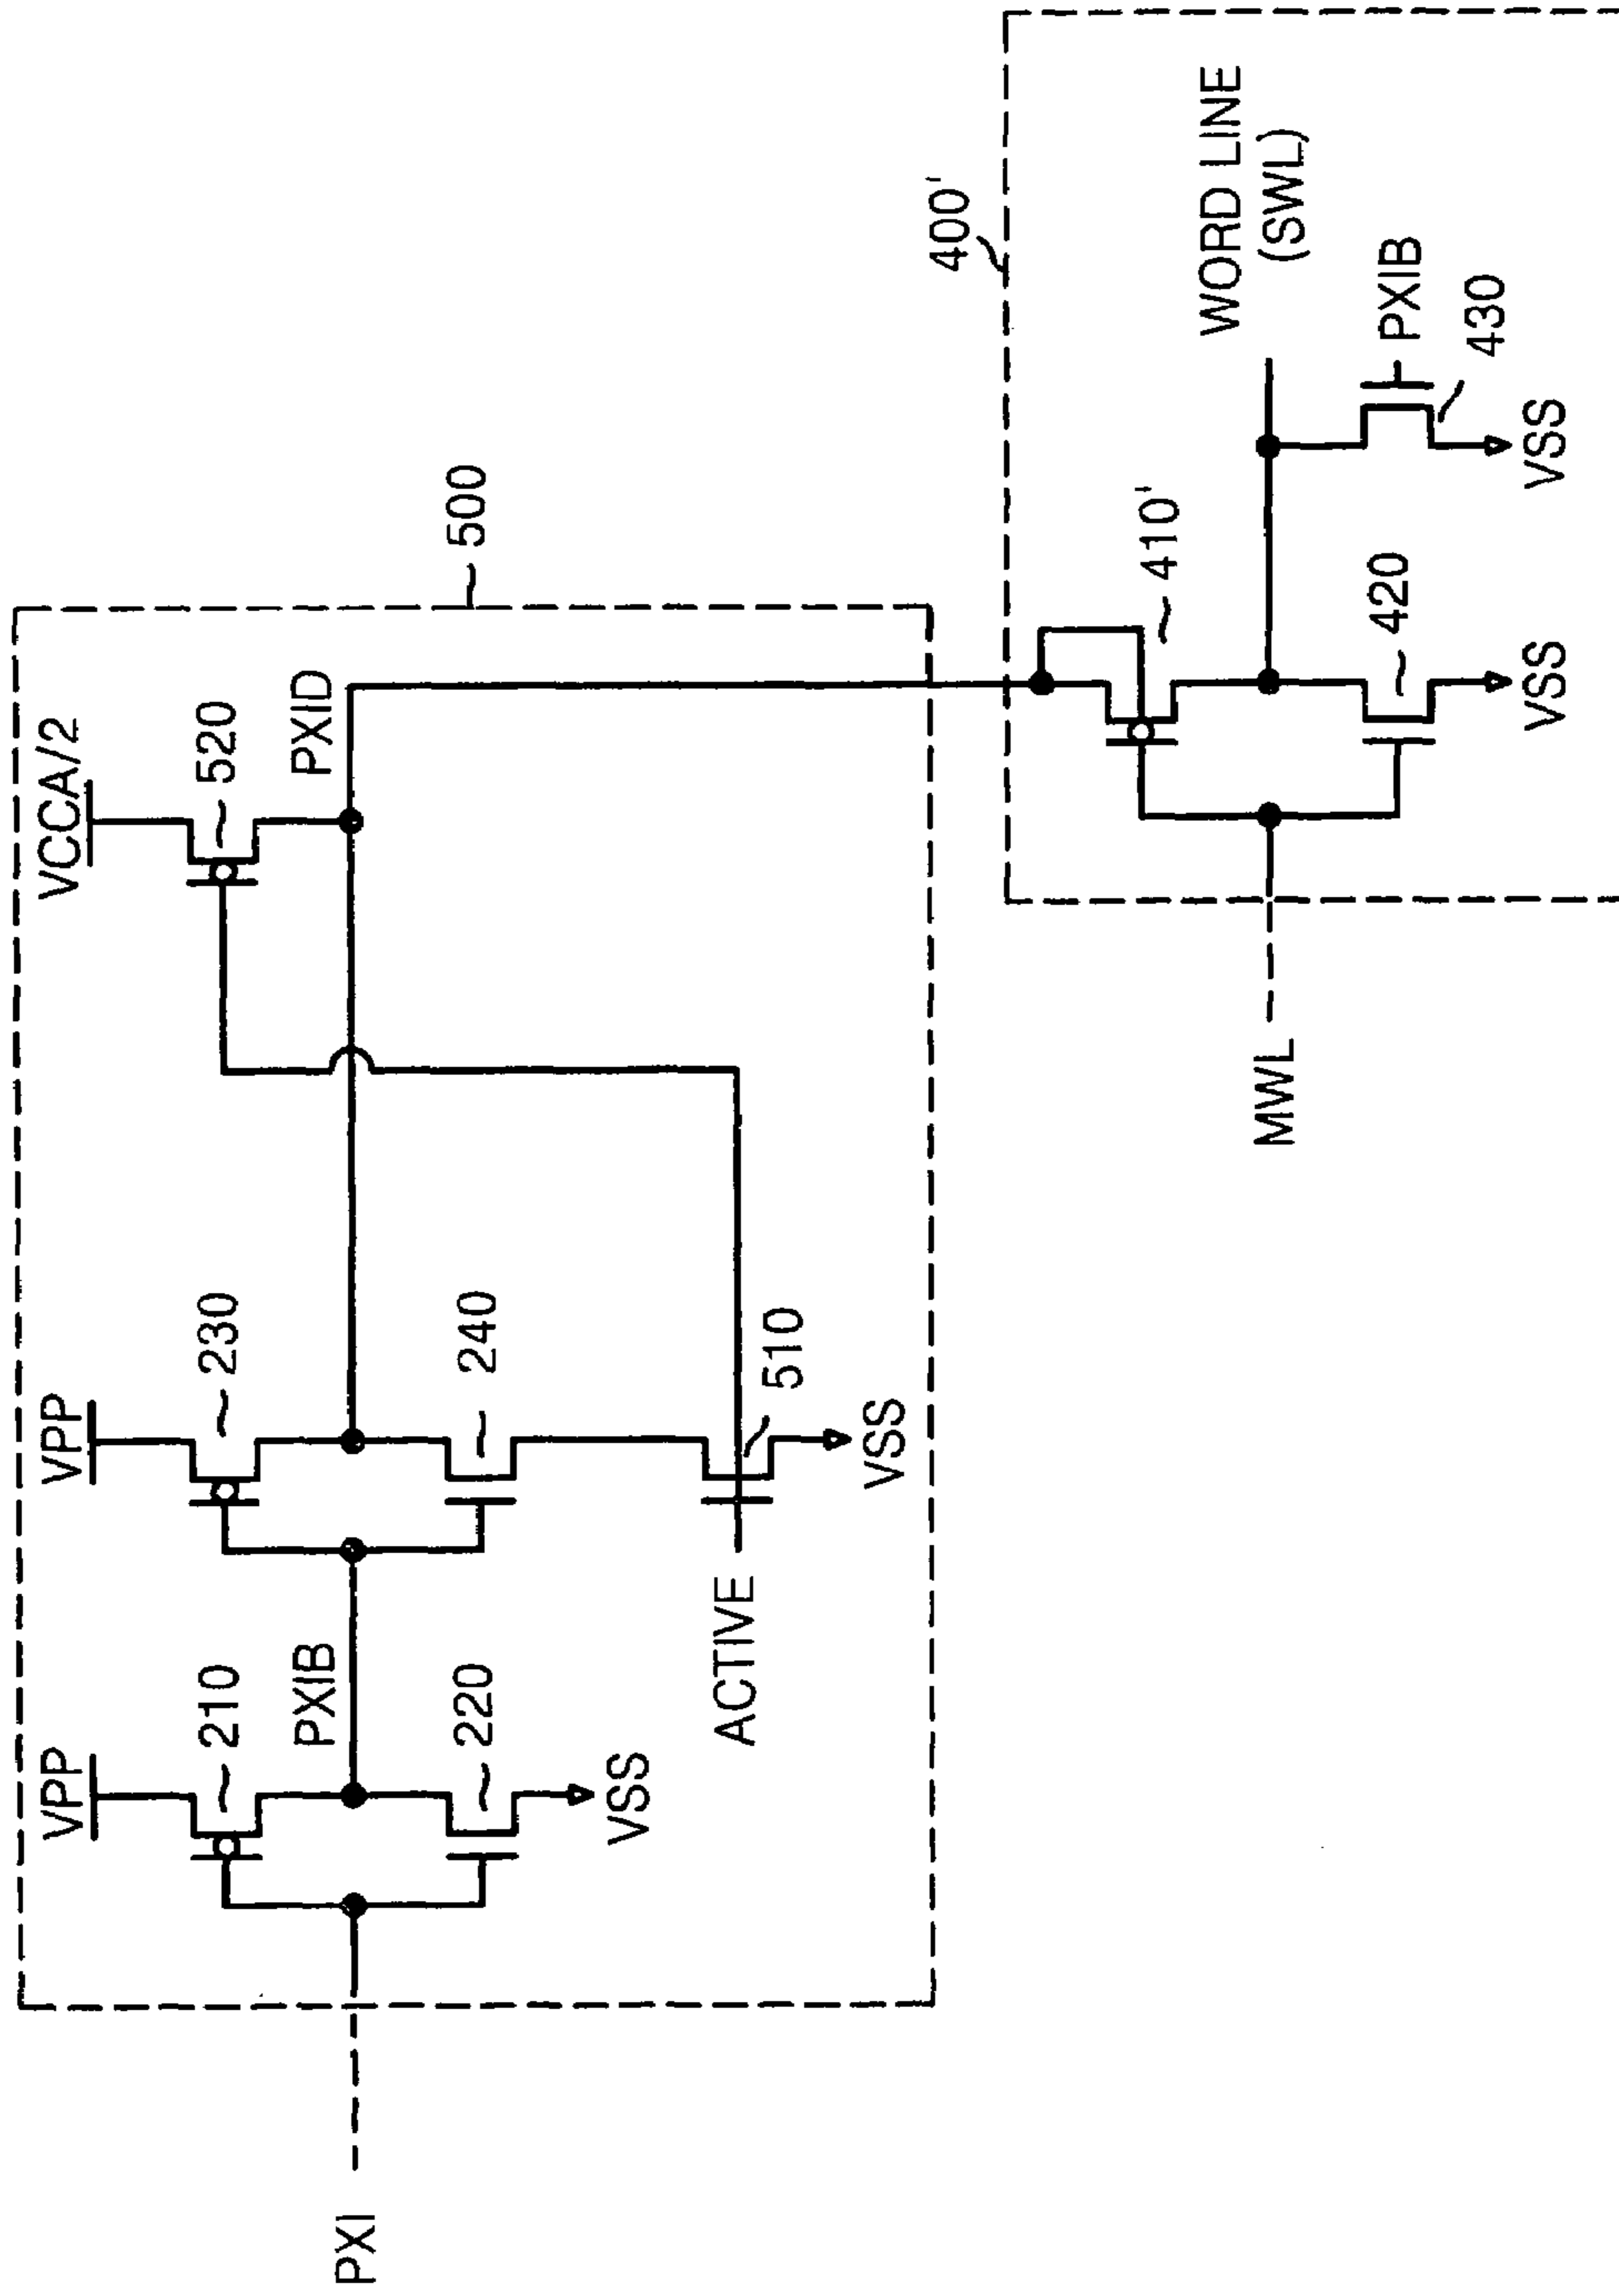 VPP
VPP
VCCA/2
210
230
520
PXI
PXIB
PXID
220
240
500
VSS
ACTIVE
510
VSS
400'
410'
WORD LINE
(SWL)
MWL
420
PXIB
430
VSS
VSS